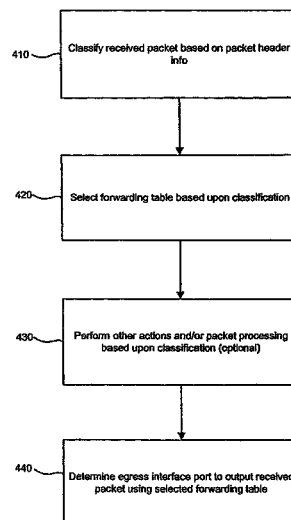 410
Classify received packet based on packet header
info
420
Select forwarding table based upon classification
430
Perform other actions and/or packet processing
based upon classification (optional)
440
Determine egress interface port to output received
packet using selected forwarding table